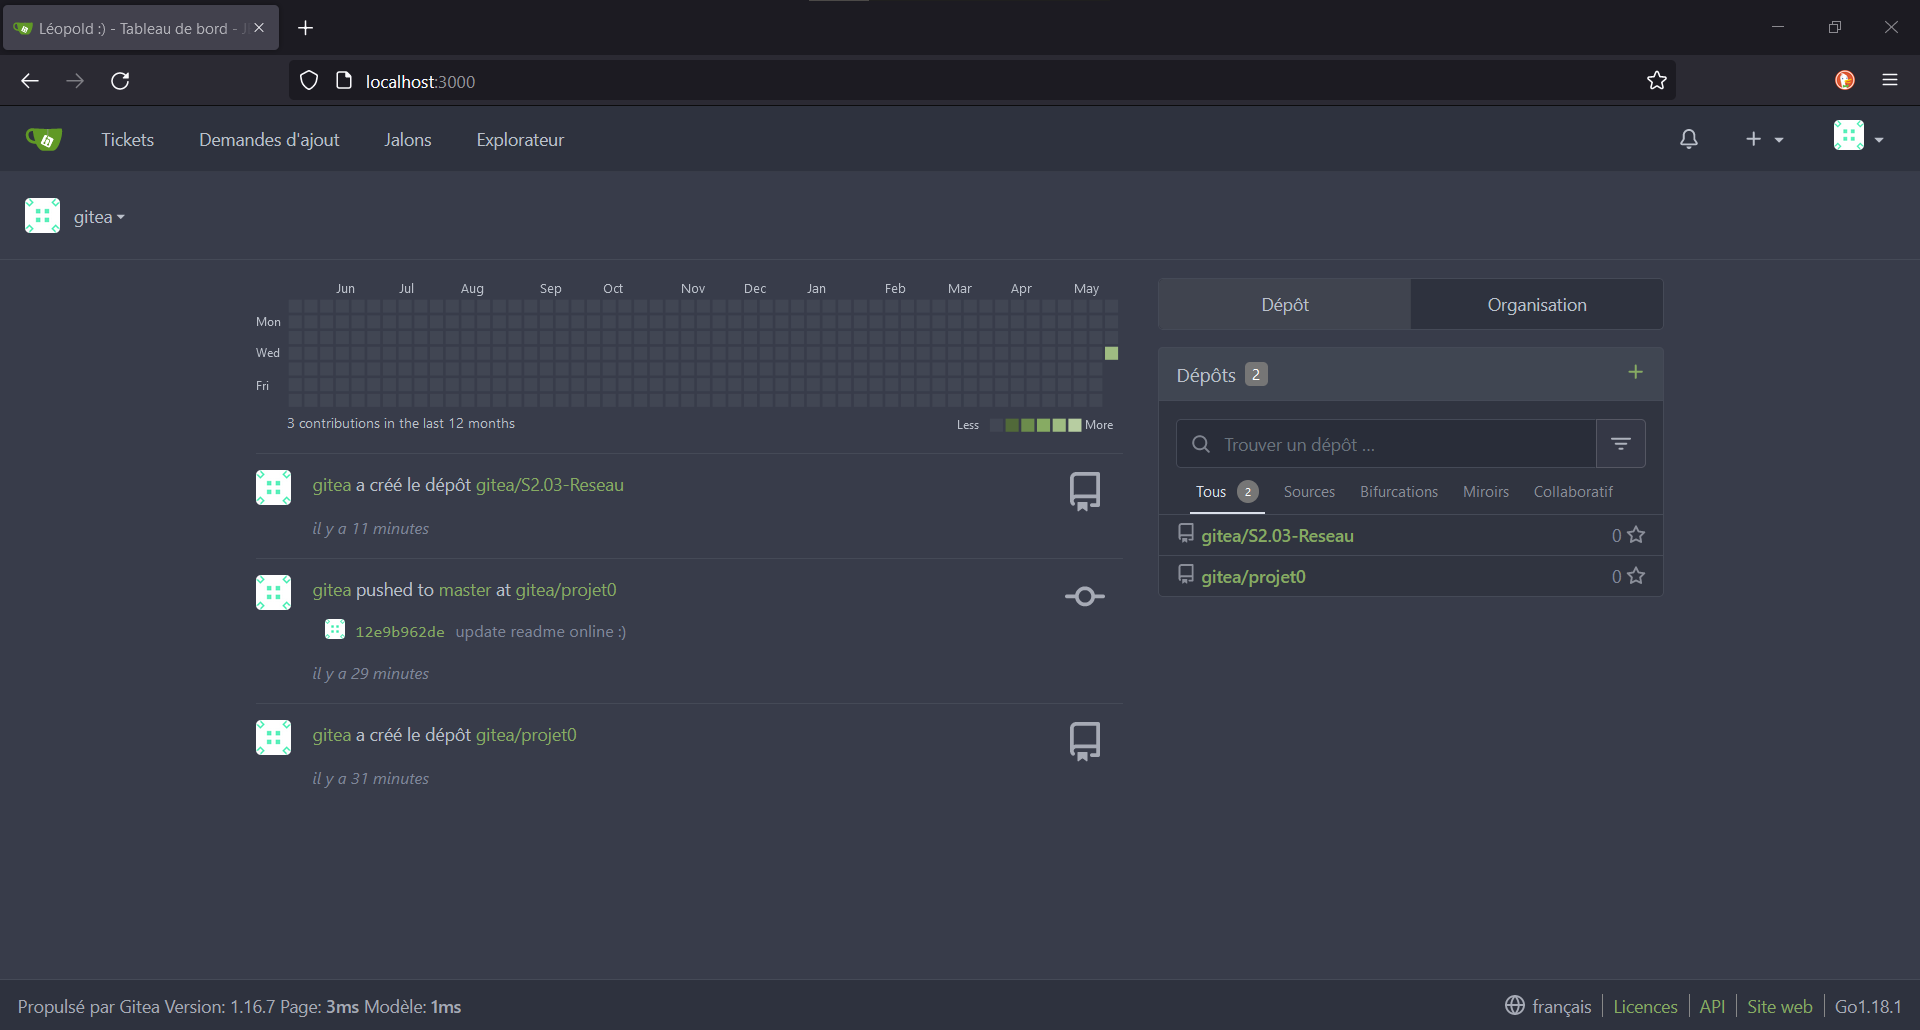 Léopold :) - Tableau de bord -
localhost:3000
Tickets Demandes d'ajout Jalons Explorateur
gitea
Jun Jul Aug Sep Oct Nov Dec Jan Feb Mar Apr May
Mon
Wed
Fri
3 contributions in the last 12 months
Less More
gitea a créé le dépôt gitea/S2.03-Reseau
il y a 11 minutes
gitea pushed to master at gitea/projet0
12e9b962de update readme online :)
il y a 29 minutes
gitea a créé le dépôt gitea/projet0
il y a 31 minutes
Dépôt Organisation
Dépôts 2
Trouver un dépôt ...
Tous 2 Sources Bifurcations Miroirs Collaboratif
gitea/S2.03-Reseau 0
gitea/projet0 0
Propulsé par Gitea Version: 1.16.7 Page: 3ms Modèle: 1ms
français Licences API Site web Go1.18.1